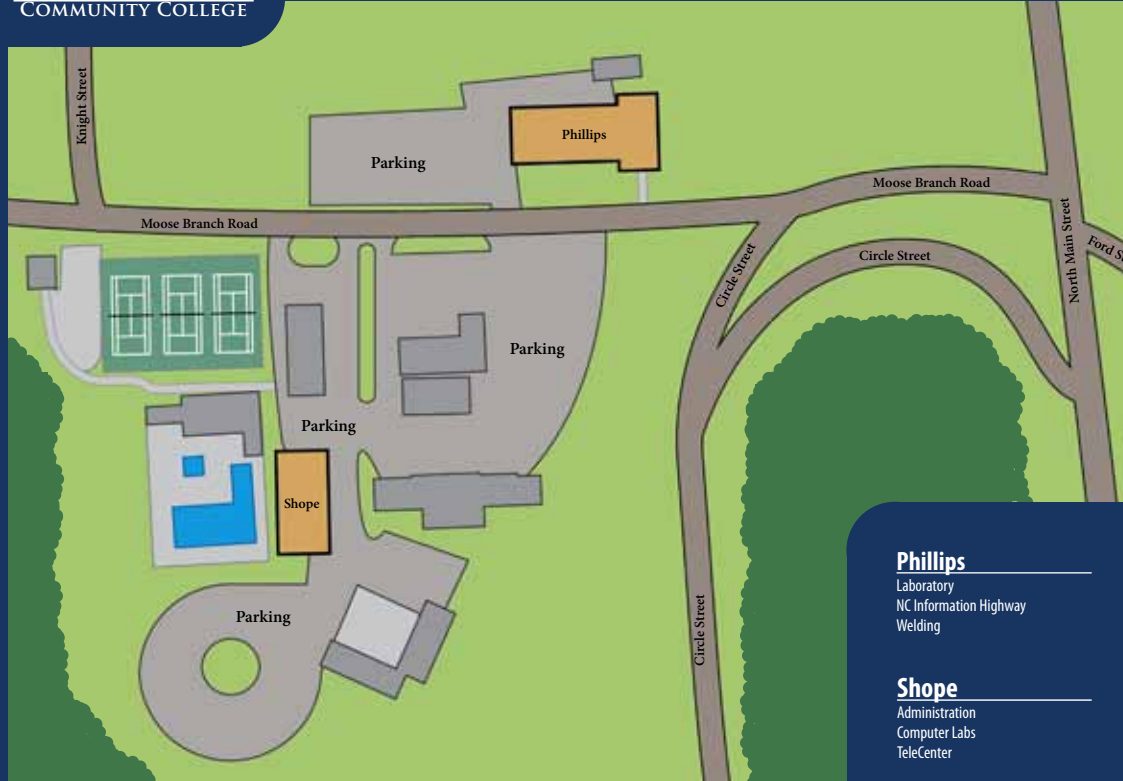 COMMUNITY COLLEGE
Knight Street
Phillips
Parking
Moose Branch Road
Moose Branch Road
Circle Street
Circle Street
North Main Street
Ford
Parking
Parking
Shope
Parking
Circle Street
Phillips
Laboratory
NC Information Highway
Welding
Shope
Administration
Computer Labs
TeleCenter